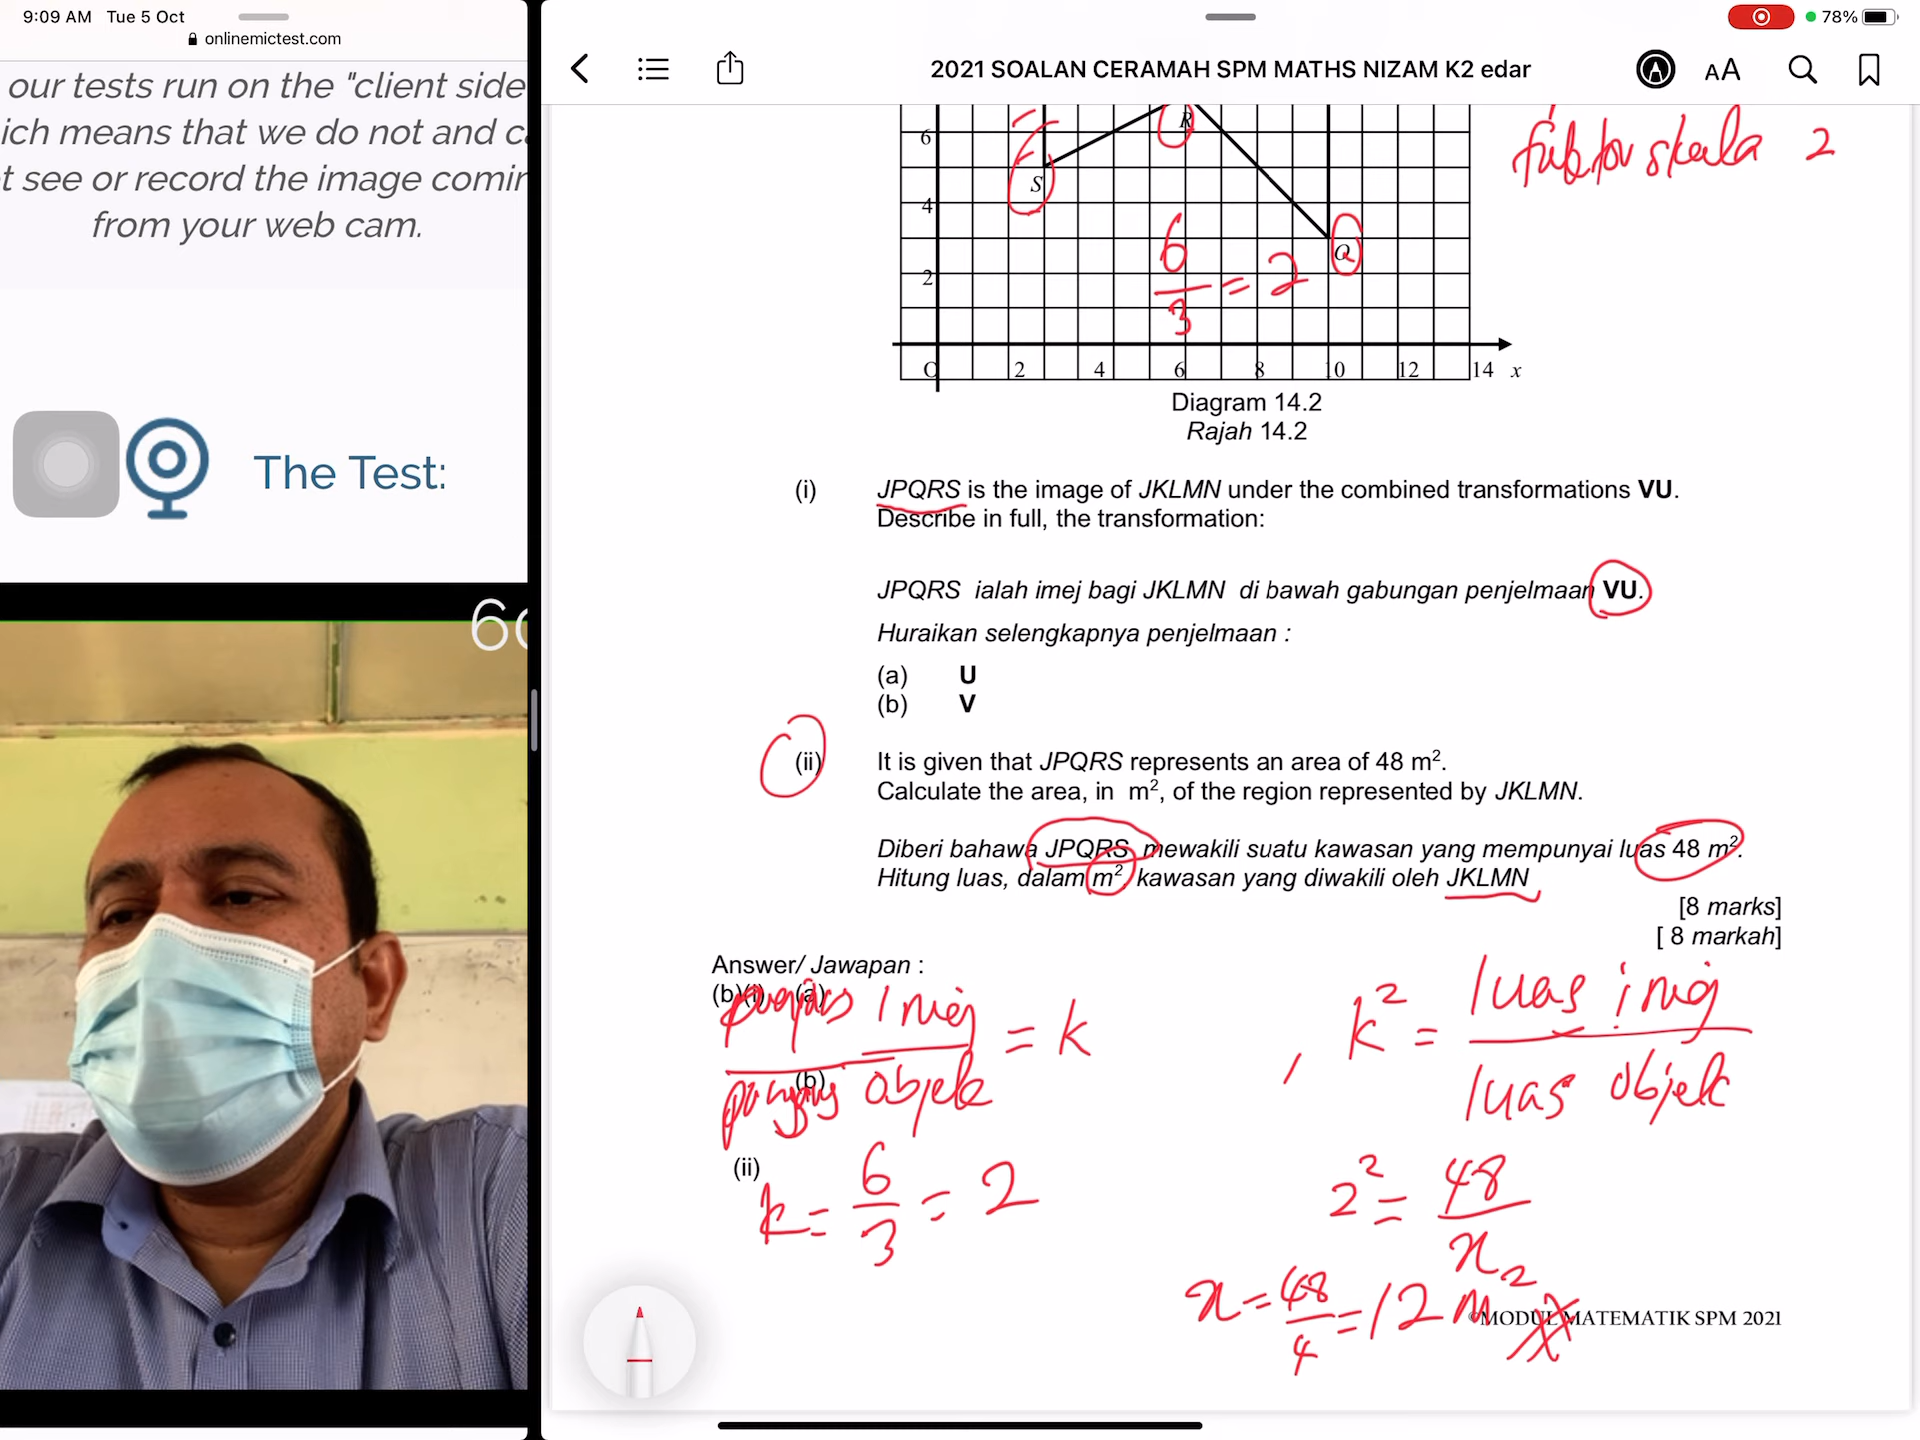 9:09 AM Tue 5 Oct
onlinemictest.com
our tests run on the "client side
ich means that we do not and c
t see or record the image comin
from your web cam.
The Test:
6
78%
2021 SOALAN CERAMAH SPM MATHS NIZAM K2 edar
AA
faktor skala 2
6
R
S
4
Q
2
6/3 = 2
O 2 4 6 8 10 12 14 x
Diagram 14.2
Rajah 14.2
(i) JPQRS is the image of JKLMN under the combined transformations VU.
Describe in full, the transformation:
JPQRS ialah imej bagi JKLMN di bawah gabungan penjelmaan VU.
Huraikan selengkapnya penjelmaan :
(a) U
(b) V
(ii) It is given that JPQRS represents an area of 48 m².
Calculate the area, in m², of the region represented by JKLMN.
Diberi bahawa JPQRS mewakili suatu kawasan yang mempunyai luas 48 m².
Hitung luas, dalam m², kawasan yang diwakili oleh JKLMN
[8 marks]
[ 8 markah]
Answer/ Jawapan :
(b)(i) (a)
panjang imej = k
panjang objek
, k² = luas imej
luas objek
(b)
(ii)
k = 6/3 = 2
2² = 48/x
x = 48/4 = 12 m²
©MODUL MATEMATIK SPM 2021